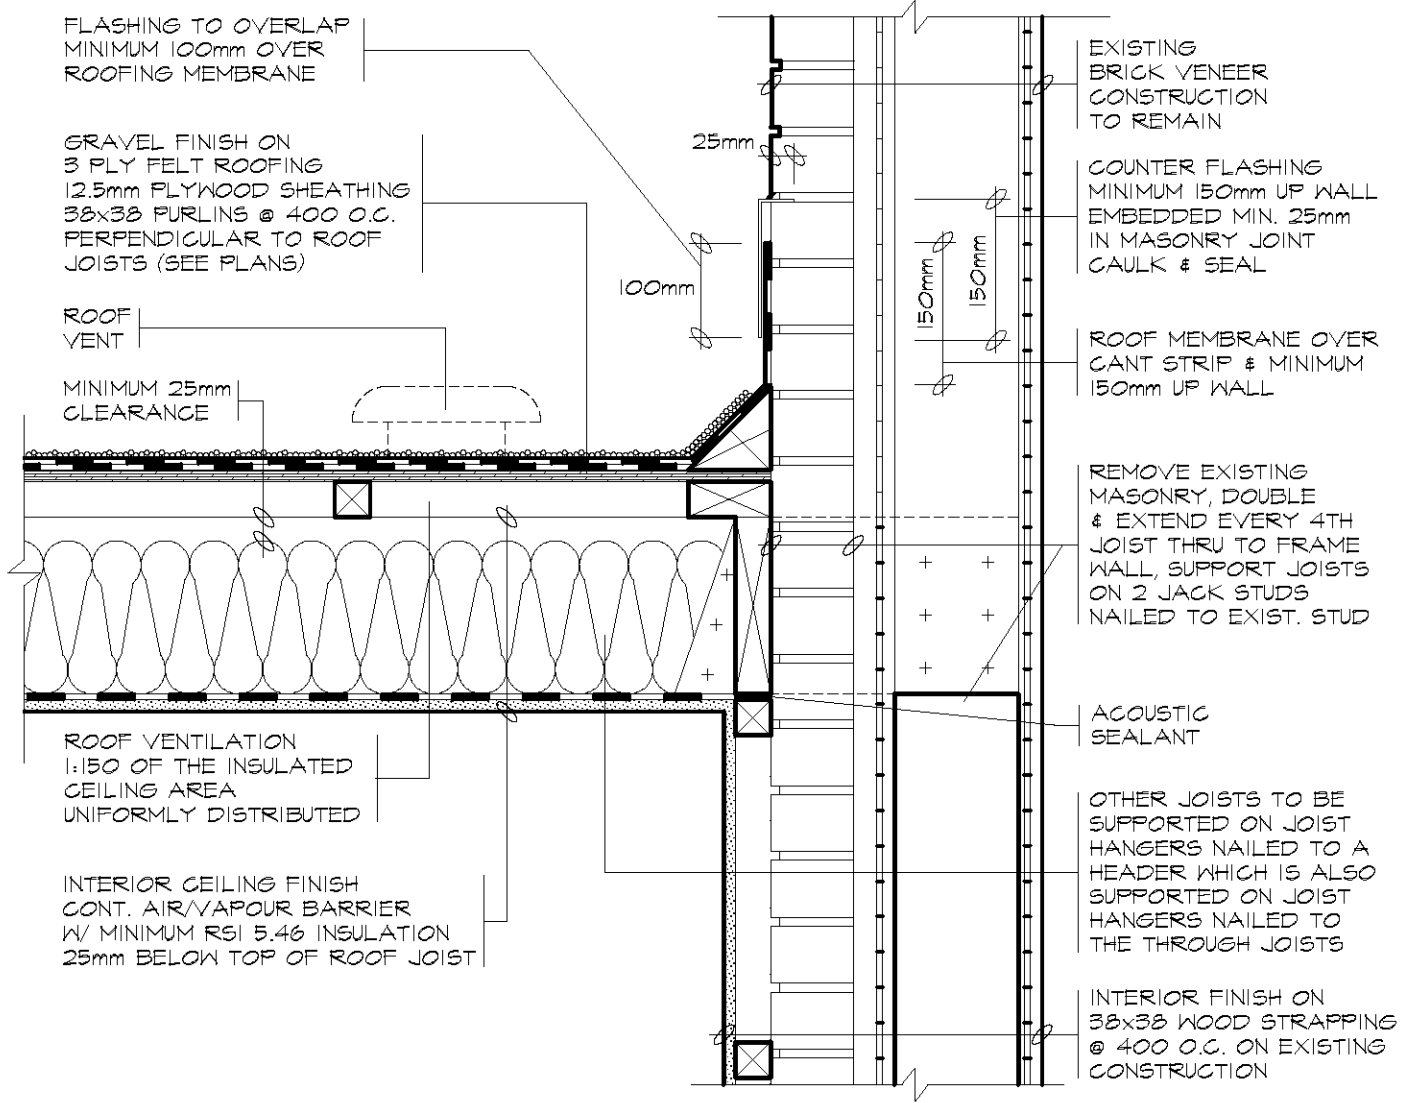 FLASHING TO OVERLAP
MINIMUM 100mm OVER
ROOFING MEMBRANE
GRAVEL FINISH ON
3 PLY FELT ROOFING
12.5mm PLYWOOD SHEATHING
38x38 PURLINS @ 400 O.C.
PERPENDICULAR TO ROOF
JOISTS (SEE PLANS)
ROOF
VENT
MINIMUM 25mm
CLEARANCE
ROOF VENTILATION
1:150 OF THE INSULATED
CEILING AREA
UNIFORMLY DISTRIBUTED
INTERIOR CEILING FINISH
CONT. AIR/VAPOUR BARRIER
W/ MINIMUM RSI 5.46 INSULATION
25mm BELOW TOP OF ROOF JOIST
25mm
100mm
150mm
150mm
EXISTING
BRICK VENEER
CONSTRUCTION
TO REMAIN
COUNTER FLASHING
MINIMUM 150mm UP WALL
EMBEDDED MIN. 25mm
IN MASONRY JOINT
CAULK & SEAL
ROOF MEMBRANE OVER
CANT STRIP & MINIMUM
150mm UP WALL
REMOVE EXISTING
MASONRY, DOUBLE
& EXTEND EVERY 4TH
JOIST THRU TO FRAME
WALL, SUPPORT JOISTS
ON 2 JACK STUDS
NAILED TO EXIST. STUD
ACOUSTIC
SEALANT
OTHER JOISTS TO BE
SUPPORTED ON JOIST
HANGERS NAILED TO A
HEADER WHICH IS ALSO
SUPPORTED ON JOIST
HANGERS NAILED TO
THE THROUGH JOISTS
INTERIOR FINISH ON
38x38 WOOD STRAPPING
@ 400 O.C. ON EXISTING
CONSTRUCTION